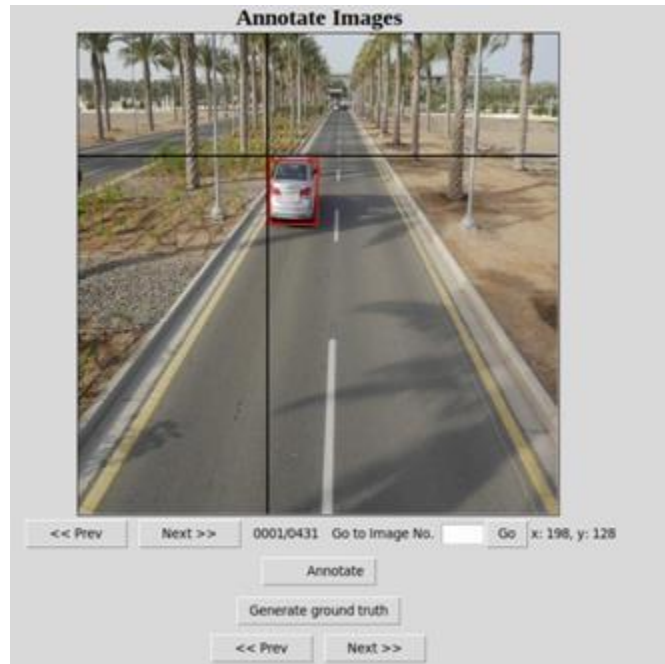 Annotate Images
<< Prev Next >> 0001/0431 Go to Image No. Go x: 198, y: 128
Annotate
Generate ground truth
<< Prev Next >>